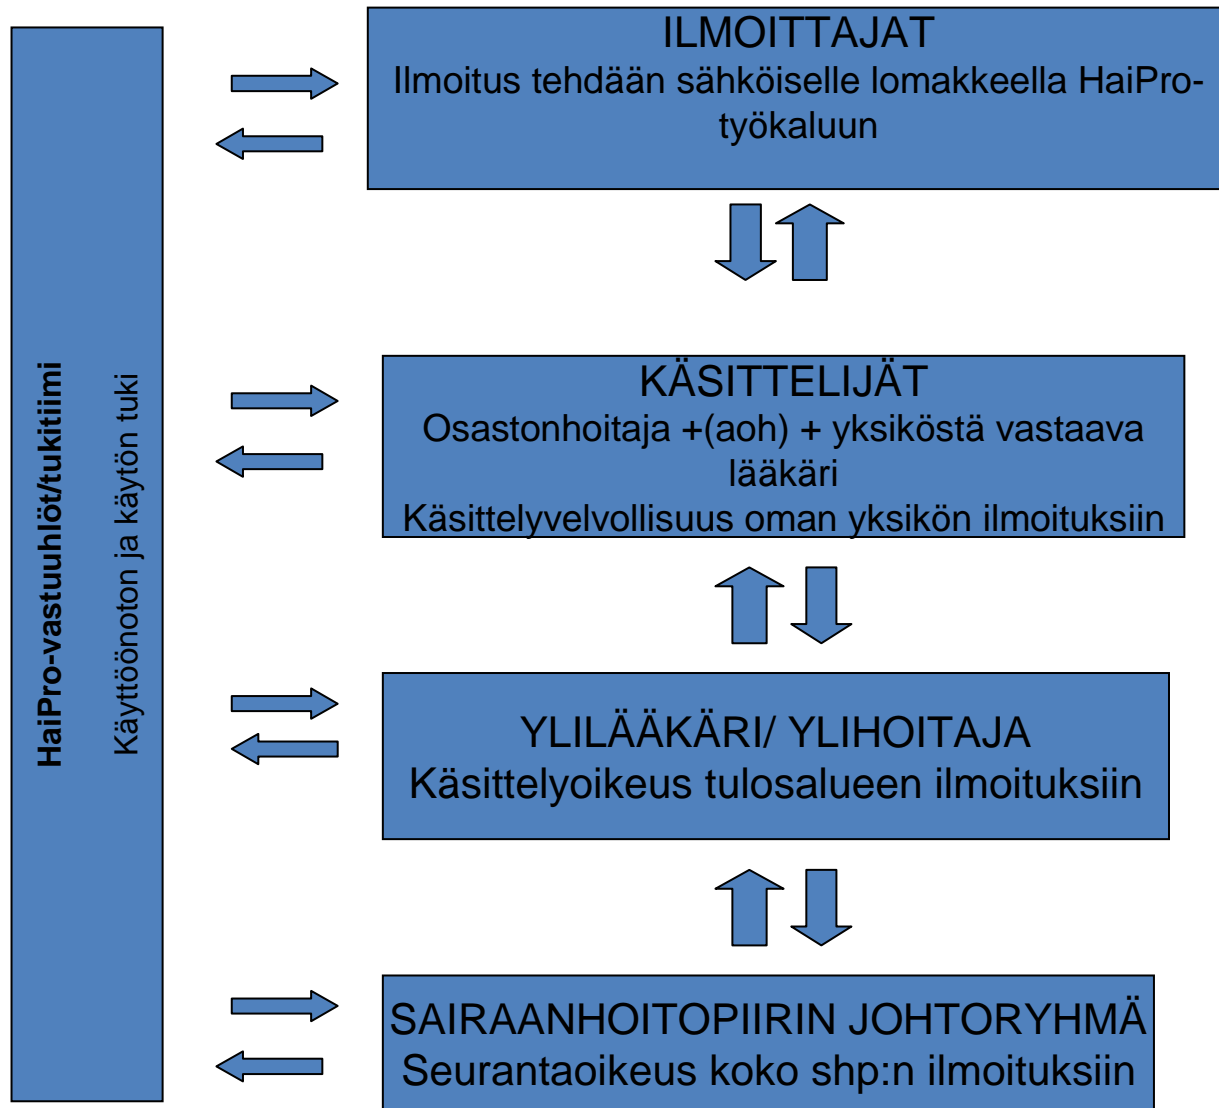 HaiPro-vastuuhlöt/tukitiimi
Käyttöönoton ja käytön tuki
ILMOITTAJAT
Ilmoitus tehdään sähköiselle lomakkeella HaiPro-
työkaluun
KÄSITTELIJÄT
Osastonhoitaja +(aoh) + yksiköstä vastaava
lääkäri
Käsittelyvelvollisuus oman yksikön ilmoituksiin
YLILÄÄKÄRI/ YLIHOITAJA
Käsittelyoikeus tulosalueen ilmoituksiin
SAIRAANHOITOPIIRIN JOHTORYHMÄ
Seurantaoikeus koko shp:n ilmoituksiin